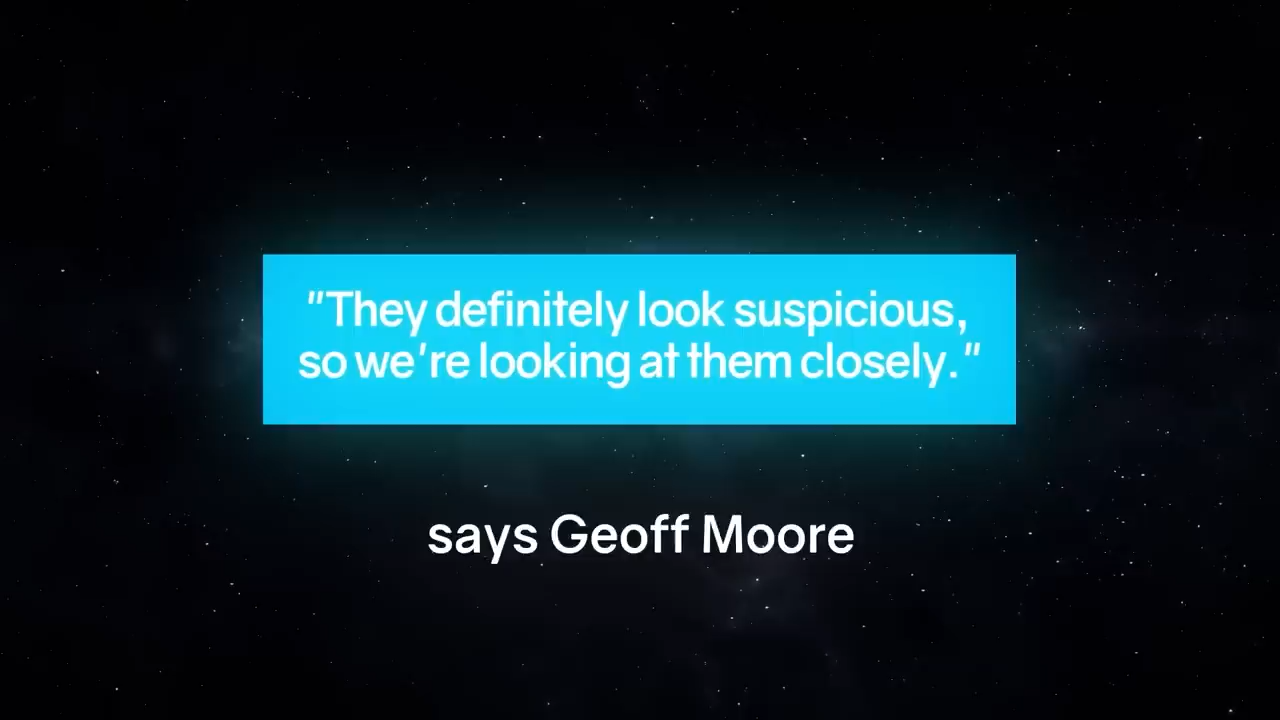 "They definitely look suspicious,
so we're looking at them closely."
says Geoff Moore